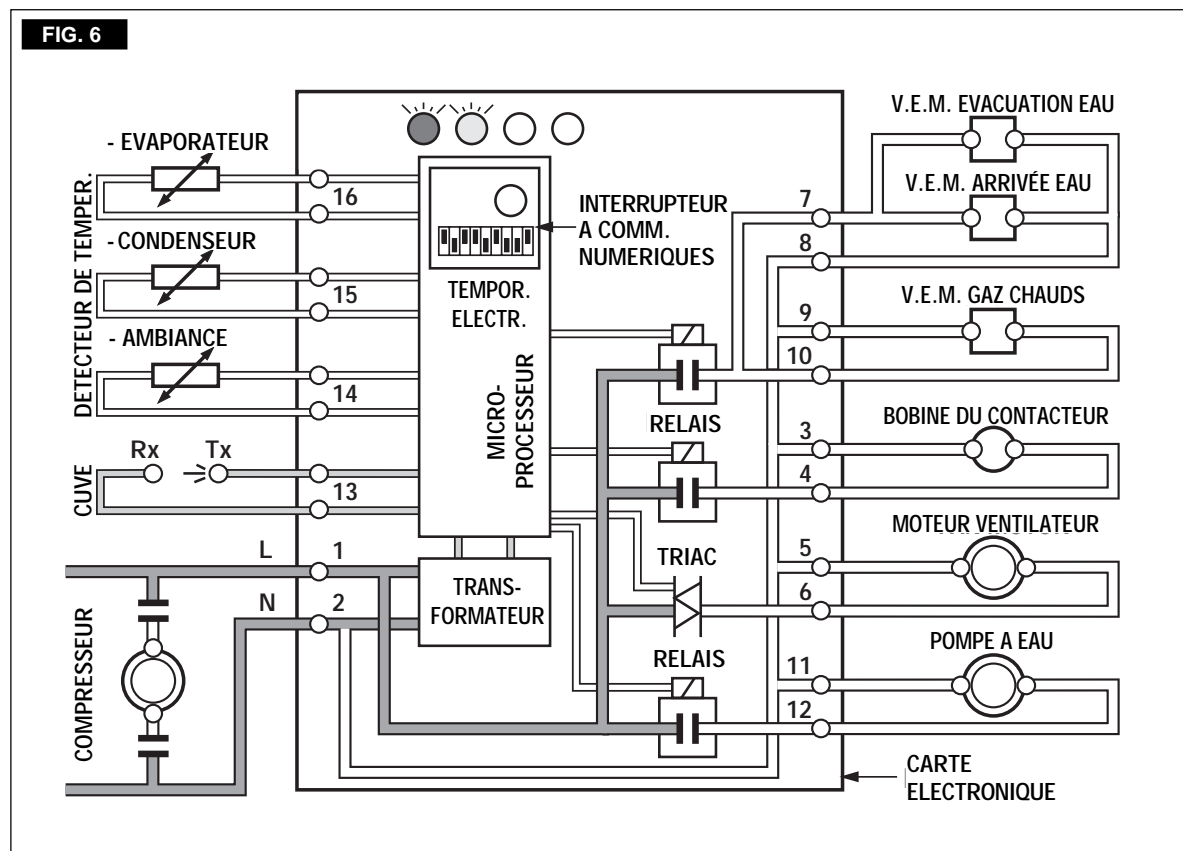 FIG. 6
- EVAPORATEUR
16
- CONDENSEUR
15
- AMBIANCE
14
DETECTEUR DE TEMPER.
Rx
Tx
13
CUVE
L
1
N
2
COMPRESSEUR
INTERRUPTEUR
A COMM.
NUMERIQUES
TEMPOR.
ELECTR.
MICRO-
PROCESSEUR
TRANS-
FORMATEUR
RELAIS
TRIAC
RELAIS
V.E.M. EVACUATION EAU
V.E.M. ARRIVÉE EAU
7
8
V.E.M. GAZ CHAUDS
9
10
BOBINE DU CONTACTEUR
3
4
MOTEUR VENTILATEUR
5
6
POMPE A EAU
11
12
CARTE
ELECTRONIQUE